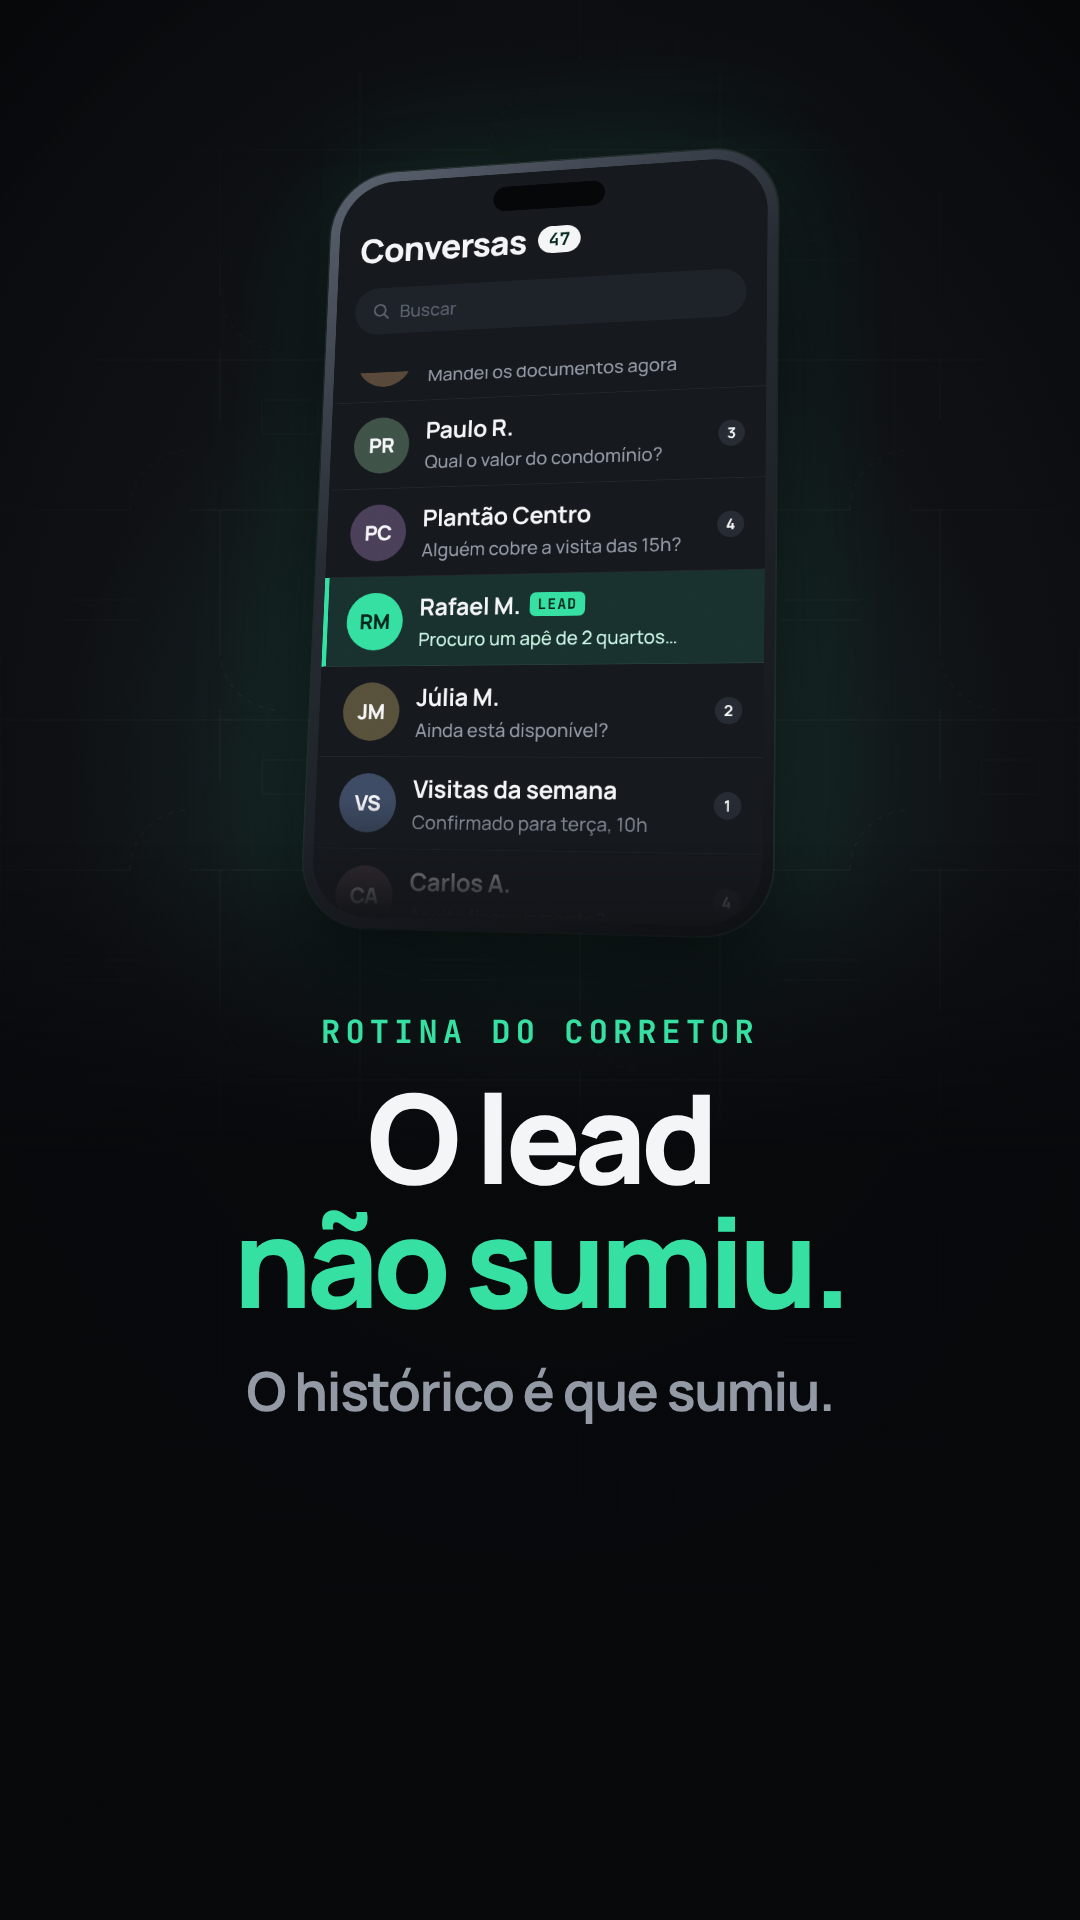 Conversas 47
Buscar
Mandei os documentos agora
PR Paulo R. 3
Qual o valor do condomínio?
PC Plantão Centro 4
Alguém cobre a visita das 15h?
RM Rafael M. LEAD
Procuro um apê de 2 quartos...
JM Júlia M. 2
Ainda está disponível?
VS Visitas da semana 1
Confirmado para terça, 10h
CA Carlos A. 4
ROTINA DO CORRETOR
O lead
não sumiu.
O histórico é que sumiu.